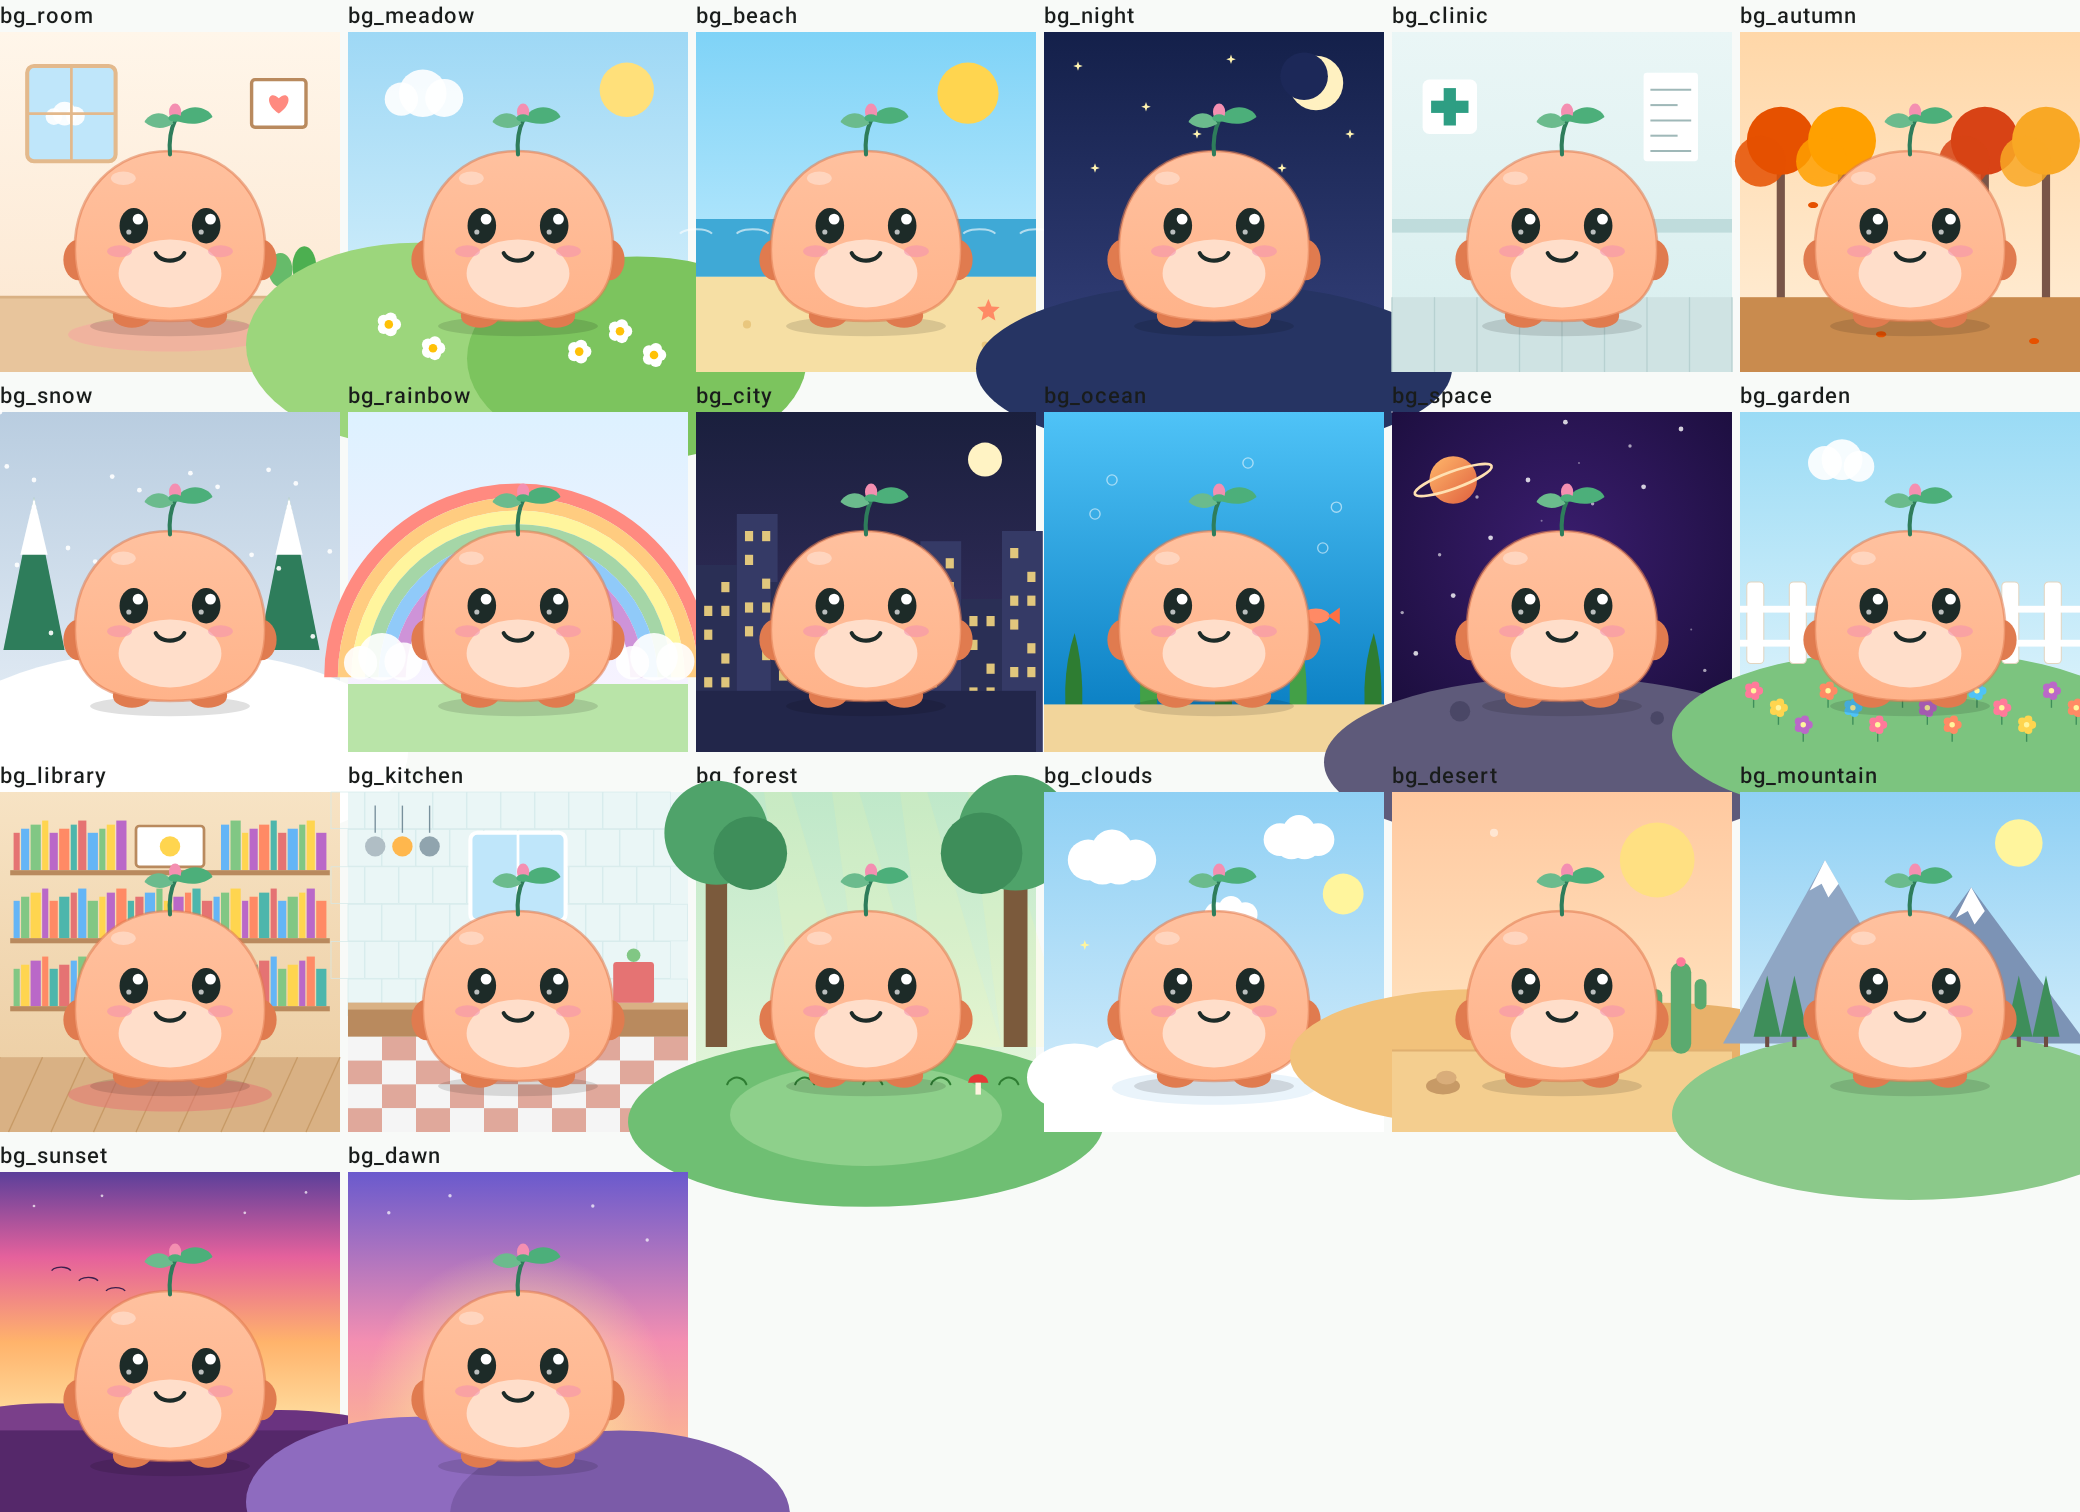 bg_room
bg_meadow
bg_beach
bg_night
bg_clinic
bg_autumn
bg_snow
bg_rainbow
bg_city
bg_ocean
bg_space
bg_garden
bg_library
bg_kitchen
bg_forest
bg_clouds
bg_desert
bg_mountain
bg_sunset
bg_dawn